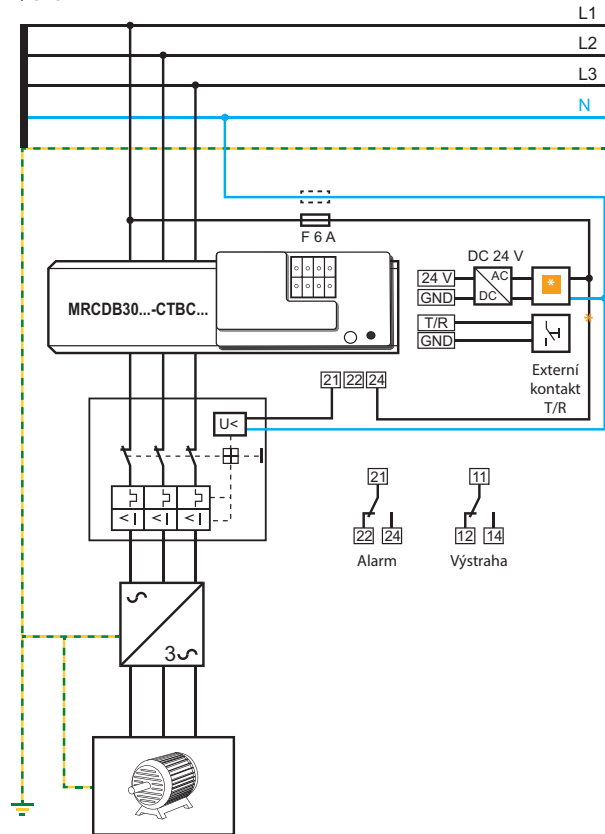 L1
L2
L3
N
F 6 A
MRCDB30...-CTBC...
DC 24 V
24 V
GND
AC
DC
*
T/R
GND
*
Externí
kontakt
T/R
21 22 24
U<
< I < I < I
21
22 24
Alarm
11
12 14
Výstraha
3